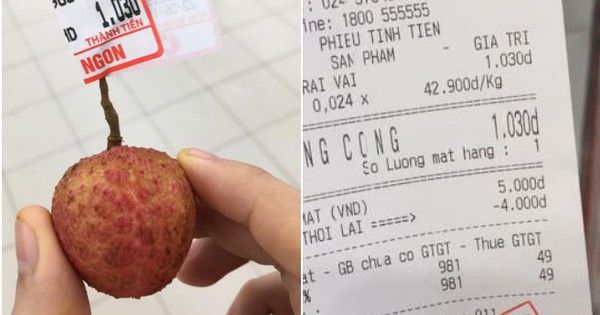 1.030
ID
THÀNH TIỀN
NGON
: 1800 555555
PHIEU TINH TIEN
SAN PHAM - GIA TRI
1.030d
RAI VAI
0,024 x 42.900d/Kg
NG CONG 1.030d
So Luong mat hang : 1
MAT (VND) 5.000d
THOI LAI =====> -4.000d
at - GB chua co GTGT - Thue GTGT
981 49
% 981 49